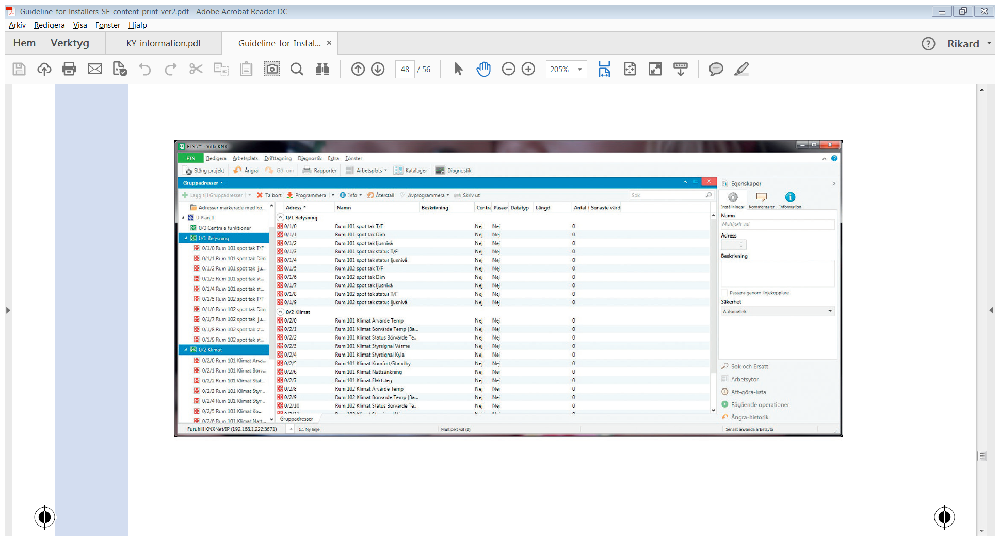 Guideline_for_Installers_SE_content_print_ver2.pdf - Adobe Acrobat Reader DC
Arkiv Redigera Visa Fönster Hjälp
Hem Verktyg KY-information.pdf Guideline_for_Instal... × ? Rikard
48 / 56 205%
ETS5™ - Villa KNX
ETS Redigera Arbetsplats Drifttagning Diagnostik Extra Fönster
Stäng projekt Ångra Gör om Rapporter Arbetsplats Kataloger Diagnostik
Gruppadresser
Lägg till Gruppadresser Ta bort Programmera Info Återställ Avprogrammera Skriv ut Sök
Adresser markerade med ko...
0 Plan 1
0/0 Centrala funktioner
0/1 Belysning
0/1/0 Rum 101 spot tak T/F
0/1/1 Rum 101 spot tak Dim
0/1/2 Rum 101 spot tak lju...
0/1/3 Rum 101 spot tak st...
0/1/4 Rum 101 spot tak st...
0/1/5 Rum 102 spot tak T/F
0/1/6 Rum 102 spot tak Dim
0/1/7 Rum 102 spot tak lju...
0/1/8 Rum 102 spot tak st...
0/1/9 Rum 102 spot tak st...
0/2 Klimat
0/2/0 Rum 101 Klimat Ärvä...
0/2/1 Rum 101 Klimat Börv...
0/2/2 Rum 101 Klimat Stat...
0/2/3 Rum 101 Klimat Styr...
0/2/4 Rum 101 Klimat Styr...
0/2/5 Rum 101 Klimat Ko...
0/2/6 Rum 101 Klimat Natt...
Adress Namn Beskrivning Centra Passer Datatyp Längd Antal Senaste värd
0/1 Belysning
0/1/0 Rum 101 spot tak T/F Nej Nej 0
0/1/1 Rum 101 spot tak Dim Nej Nej 0
0/1/2 Rum 101 spot tak ljusnivå Nej Nej 0
0/1/3 Rum 101 spot tak status T/F Nej Nej 0
0/1/4 Rum 101 spot tak status ljusnivå Nej Nej 0
0/1/5 Rum 102 spot tak T/F Nej Nej 0
0/1/6 Rum 102 spot tak Dim Nej Nej 0
0/1/7 Rum 102 spot tak ljusnivå Nej Nej 0
0/1/8 Rum 102 spot tak status T/F Nej Nej 0
0/1/9 Rum 102 spot tak status ljusnivå Nej Nej 0
0/2 Klimat
0/2/0 Rum 101 Klimat Ärvärde Temp Nej Nej 0
0/2/1 Rum 101 Klimat Börvärde Temp (Ba... Nej Nej 0
0/2/2 Rum 101 Klimat Status Börvärde Te... Nej Nej 0
0/2/3 Rum 101 Klimat Styrsignal Värme Nej Nej 0
0/2/4 Rum 101 Klimat Styrsignal Kyla Nej Nej 0
0/2/5 Rum 101 Klimat Komfort/Standby Nej Nej 0
0/2/6 Rum 101 Klimat Nattsänkning Nej Nej 0
0/2/7 Rum 101 Klimat Fläktsteg Nej Nej 0
0/2/8 Rum 102 Klimat Ärvärde Temp Nej Nej 0
0/2/9 Rum 102 Klimat Börvärde Temp (Ba... Nej Nej 0
0/2/10 Rum 102 Klimat Status Börvärde Te... Nej Nej 0
Gruppadresser
Egenskaper
Inställningar Kommentarer Information
Namn
Multipelt val
Adress
Beskrivning
Passera genom linjekopplare
Säkerhet
Automatisk
Sök och Ersätt
Arbetsytor
Att-göra-lista
Pågående operationer
Ångra-historik
Furuhill KNXNet/IP (192.168.1.222:3671) 1.1 Ny linje Multipelt val (2) Senast använda arbetsyta